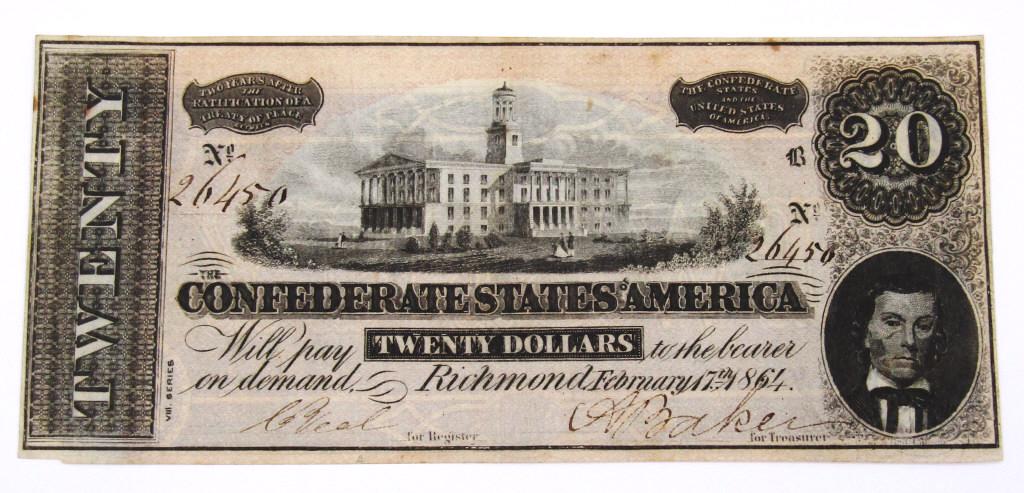 TWENTY.
TWO YEARS AFTER
THE
RATIFICATION OF A
TREATY OF PEACE
BETWEEN
THE CONFEDERATE
STATES
AND THE
UNITED STATES
OF AMERICA.
20
No.
26450
B
No.
26450
THE
CONFEDERATE STATES OF AMERICA
Will pay TWENTY DOLLARS to the bearer
on demand. Richmond February 17th 1864.
VIII. SERIES
for Register
A Baker
for Treasurer